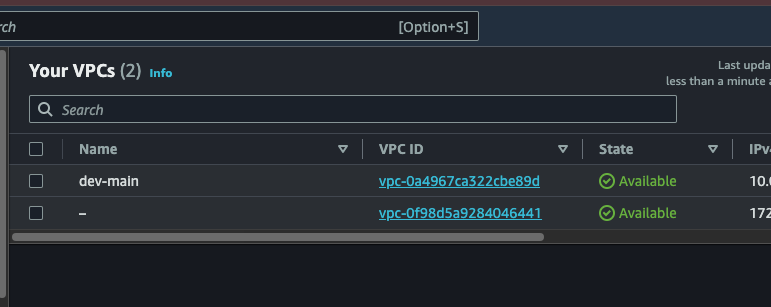 [Option+S]
Your VPCs (2) Info
Last upda
less than a minute a
Search
Name VPC ID State IPv
dev-main vpc-0a4967ca322cbe89d Available 10.
– vpc-0f98d5a9284046441 Available 172